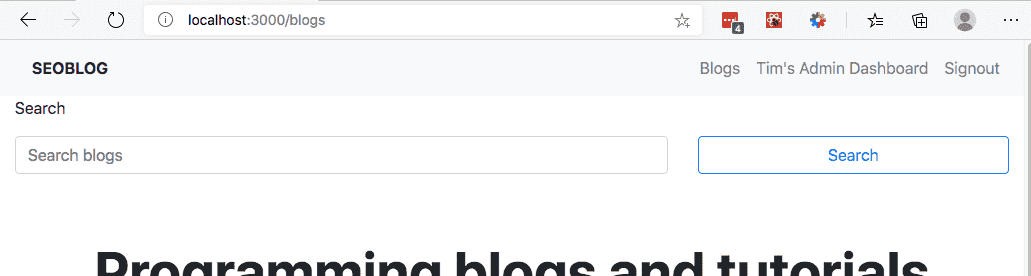 localhost:3000/blogs
4
SEOBLOG
Blogs Tim's Admin Dashboard Signout
Search
Search blogs
Search
Programming blogs and tutorials